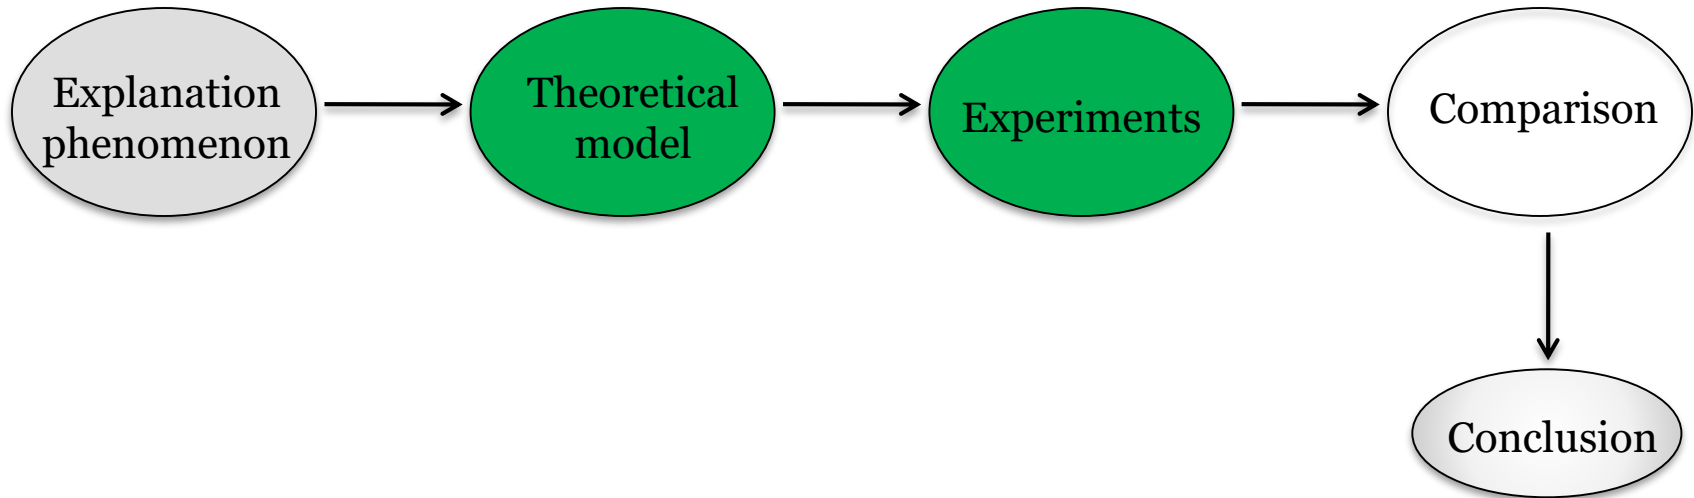 Explanation
phenomenon
Theoretical
model
Experiments
Comparison
Conclusion